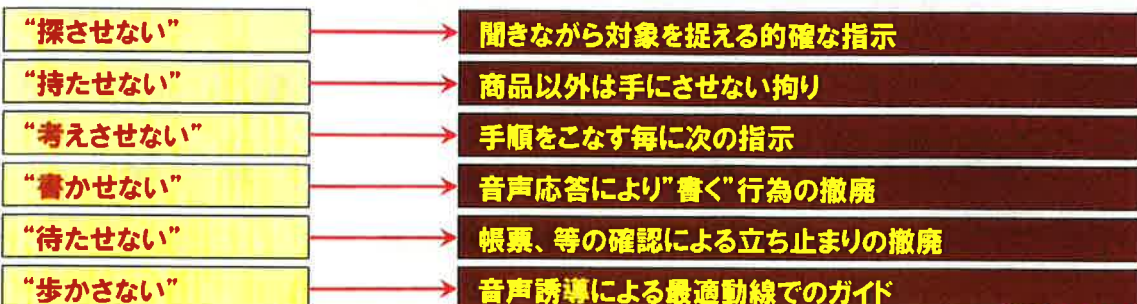 “探させない”
聞きながら対象を捉える的確な指示
“持たせない”
商品以外は手にさせない拘り
“考えさせない”
手順をこなす毎に次の指示
“書かせない”
音声応答により”書く”行為の撤廃
“待たせない”
帳票、等の確認による立ち止まりの撤廃
“歩かさない”
音声誘導による最適動線でのガイド